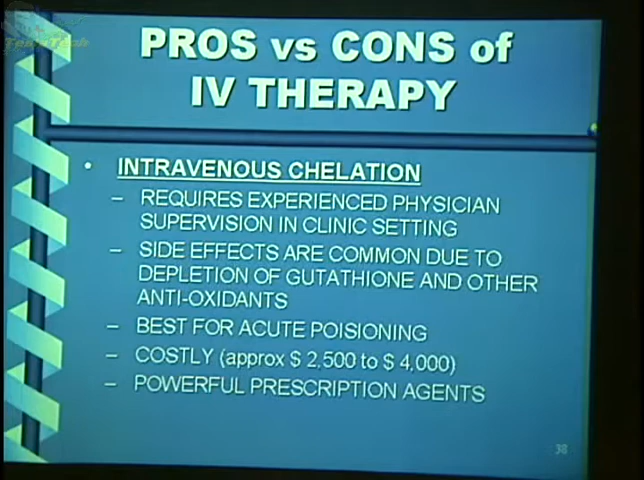 PROS vs CONS of
IV THERAPY
• INTRAVENOUS CHELATION
– REQUIRES EXPERIENCED PHYSICIAN
SUPERVISION IN CLINIC SETTING
– SIDE EFFECTS ARE COMMON DUE TO
DEPLETION OF GUTATHIONE AND OTHER
ANTI-OXIDANTS
– BEST FOR ACUTE POISIONING
– COSTLY (approx $ 2,500 to $ 4,000)
– POWERFUL PRESCRIPTION AGENTS
38